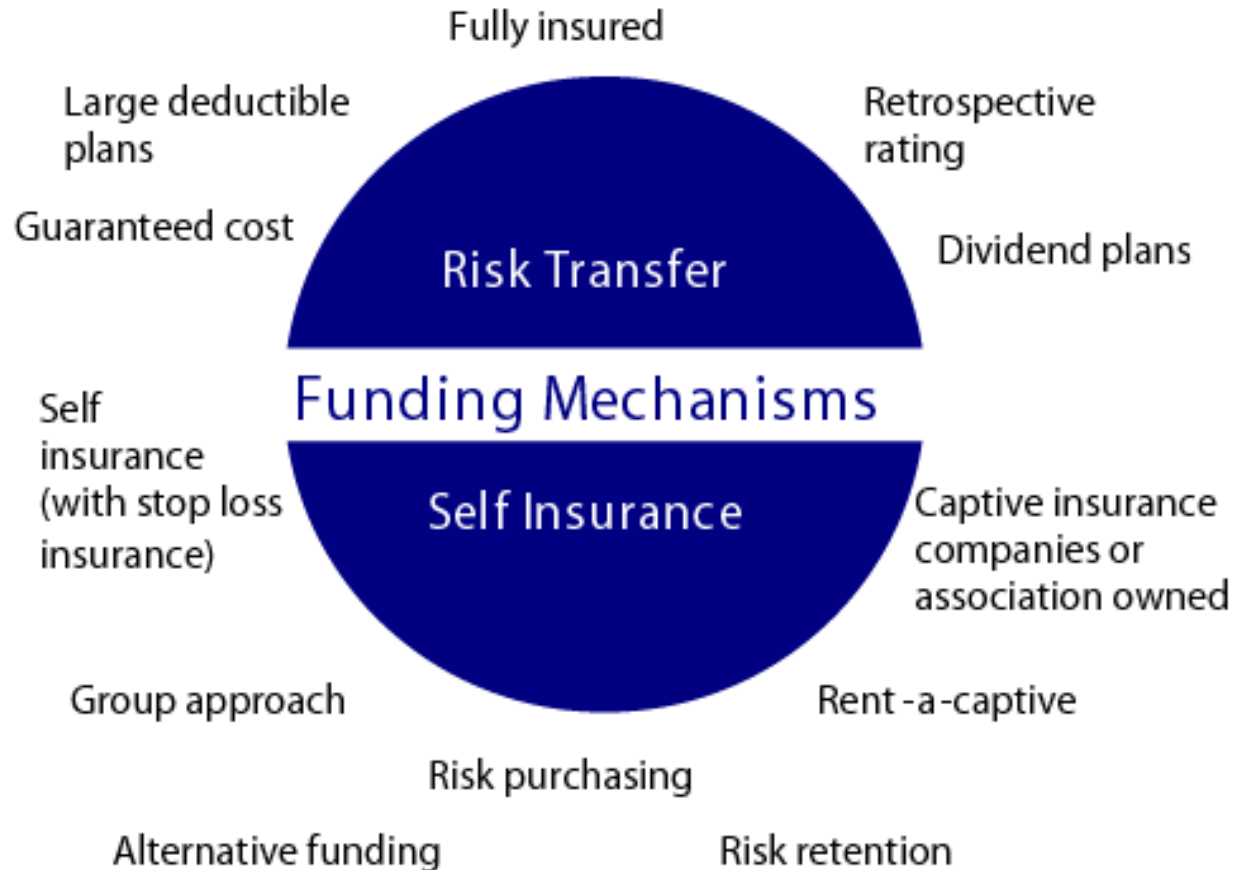 Fully insured
Large deductible
plans
Retrospective
rating
Guaranteed cost
Dividend plans
Risk Transfer
Funding Mechanisms
Self
insurance
(with stop loss
insurance)
Self Insurance
Captive insurance
companies or
association owned
Group approach
Rent-a-captive
Risk purchasing
Alternative funding
Risk retention